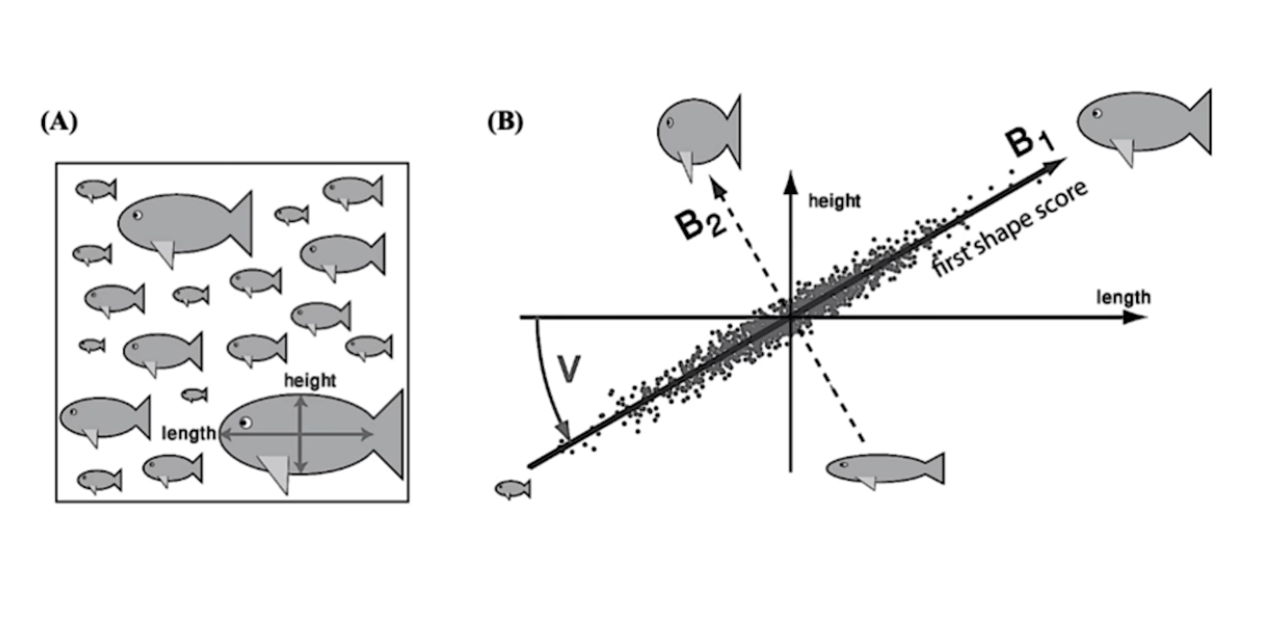 (A)
height
length
(B)
B2
height
B1
first shape score
length
V